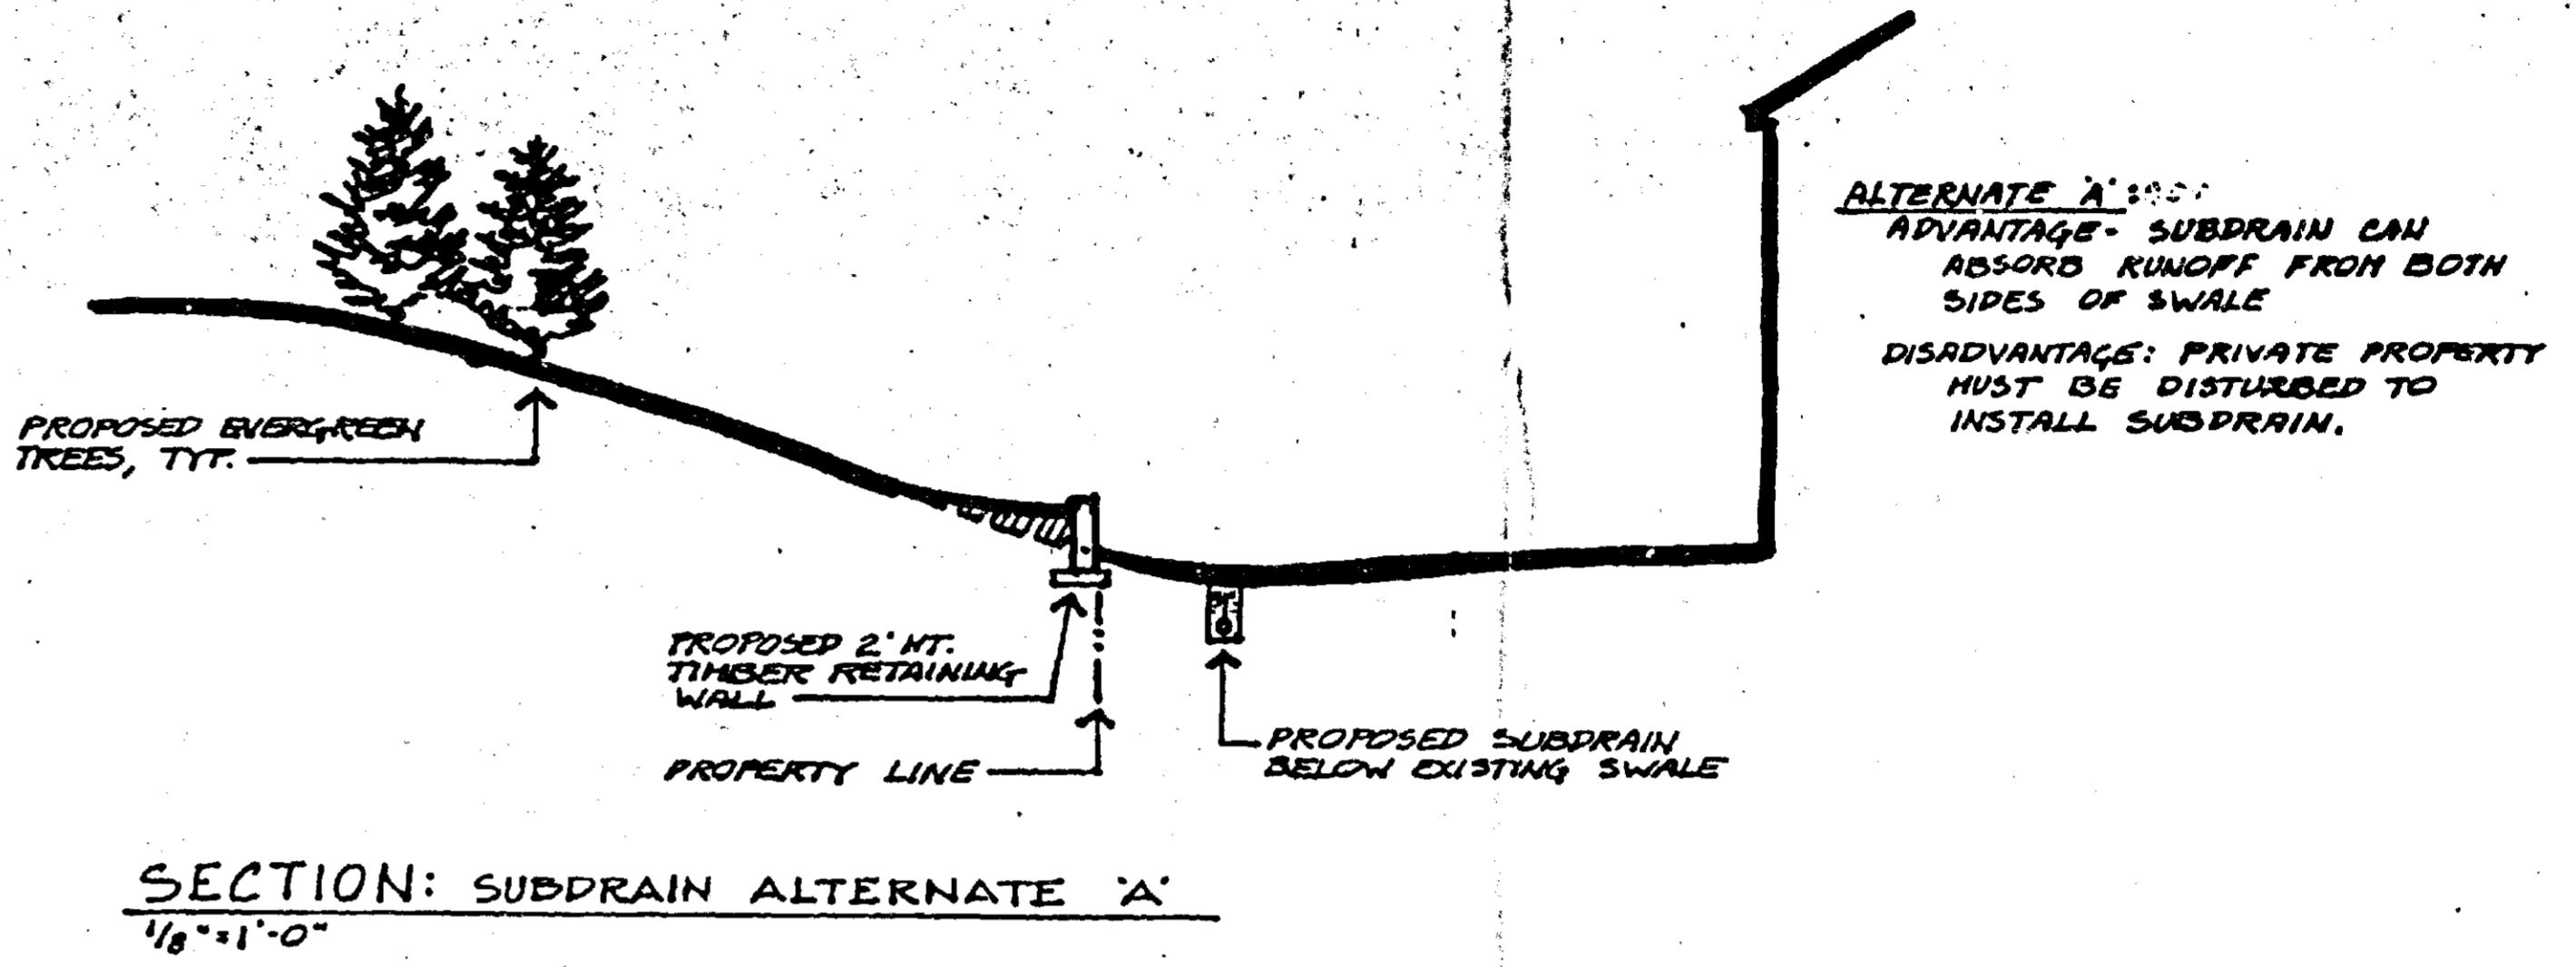 ALTERNATE 'A':
ADVANTAGE- SUBDRAIN CAN
ABSORB RUNOFF FROM BOTH
SIDES OF SWALE
DISADVANTAGE: PRIVATE PROPERTY
MUST BE DISTURBED TO
INSTALL SUBDRAIN.
PROPOSED EVERGREEN
TREES, TYP.
PROPOSED 2' HT.
TIMBER RETAINING
WALL
PROPERTY LINE
PROPOSED SUBDRAIN
BELOW EXISTING SWALE
SECTION: SUBDRAIN ALTERNATE 'A'
1/8"=1'-0"